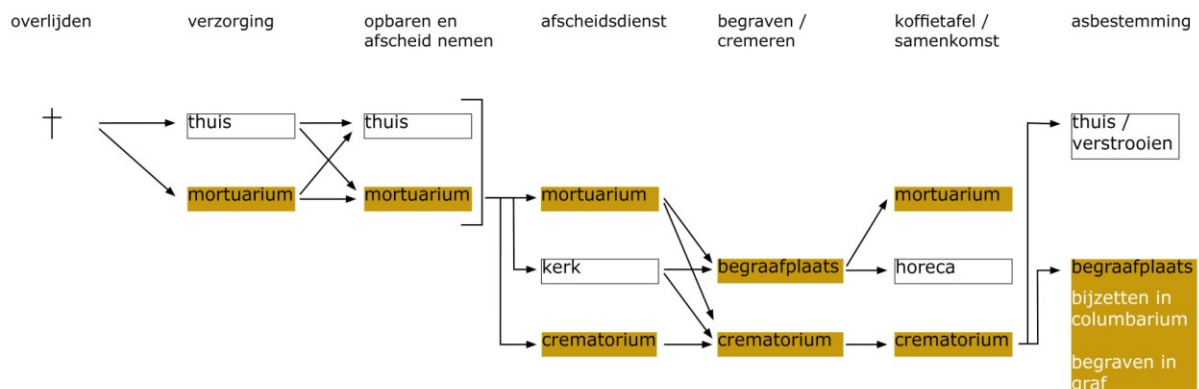 overlijden
verzorging
opbaren en
afscheid nemen
afscheidsdienst
begraven /
cremeren
koffietafel /
samenkomst
asbestemming
thuis
thuis
thuis /
verstrooien
mortuarium
mortuarium
mortuarium
mortuarium
kerk
begraafplaats
horeca
begraafplaats
bijzetten in
columbarium
crematorium
crematorium
crematorium
begraven in
graf